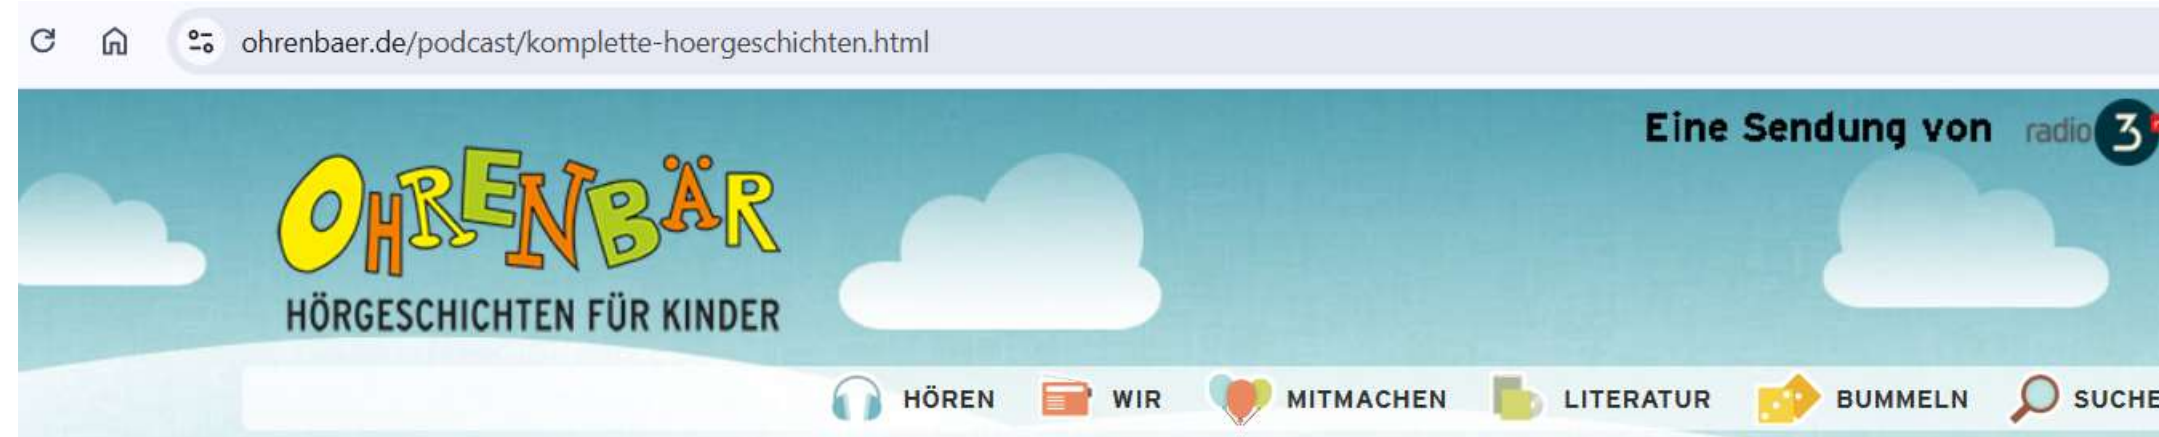 ohrenbaer.de/podcast/komplette-hoergeschichten.html
Eine Sendung von radio 3
OHRENBÄR
HÖRGESCHICHTEN FÜR KINDER
HÖREN WIR MITMACHEN LITERATUR BUMMELN SUCHE